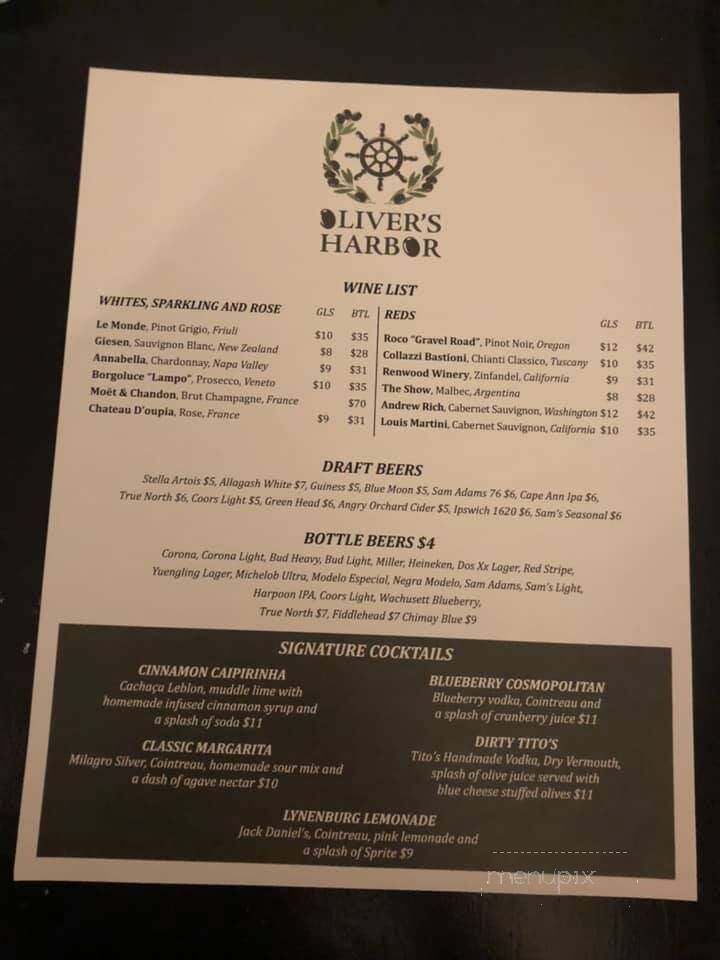 OLIVER'S
HARBOR
WINE LIST
WHITES, SPARKLING AND ROSE GLS BTL
Le Monde, Pinot Grigio, Friuli $10 $35
Giesen, Sauvignon Blanc, New Zealand $8 $28
Annabella, Chardonnay, Napa Valley $9 $31
Borgoluce "Lampo", Prosecco, Veneto $10 $35
Moët & Chandon, Brut Champagne, France $70
Chateau D'oupia, Rose, France $9 $31
REDS GLS BTL
Roco "Gravel Road", Pinot Noir, Oregon $12 $42
Collazzi Bastioni, Chianti Classico, Tuscany $10 $35
Renwood Winery, Zinfandel, California $9 $31
The Show, Malbec, Argentina $8 $28
Andrew Rich, Cabernet Sauvignon, Washington $12 $42
Louis Martini, Cabernet Sauvignon, California $10 $35
DRAFT BEERS
Stella Artois $5, Allagash White $7, Guiness $5, Blue Moon $5, Sam Adams 76 $6, Cape Ann Ipa $6,
True North $6, Coors Light $5, Green Head $6, Angry Orchard Cider $5, Ipswich 1620 $6, Sam's Seasonal $6
BOTTLE BEERS $4
Corona, Corona Light, Bud Heavy, Bud Light, Miller, Heineken, Dos Xx Lager, Red Stripe,
Yuengling Lager, Michelob Ultra, Modelo Especial, Negra Modelo, Sam Adams, Sam's Light,
Harpoon IPA, Coors Light, Wachusett Blueberry,
True North $7, Fiddlehead $7 Chimay Blue $9
SIGNATURE COCKTAILS
CINNAMON CAIPIRINHA
Cachaça Leblon, muddle lime with
homemade infused cinnamon syrup and
a splash of soda $11
CLASSIC MARGARITA
Milagro Silver, Cointreau, homemade sour mix and
a dash of agave nectar $10
BLUEBERRY COSMOPOLITAN
Blueberry vodka, Cointreau and
a splash of cranberry juice $11
DIRTY TITO'S
Tito's Handmade Vodka, Dry Vermouth,
splash of olive juice served with
blue cheese stuffed olives $11
LYNENBURG LEMONADE
Jack Daniel's, Cointreau, pink lemonade and
a splash of Sprite $9
menupix